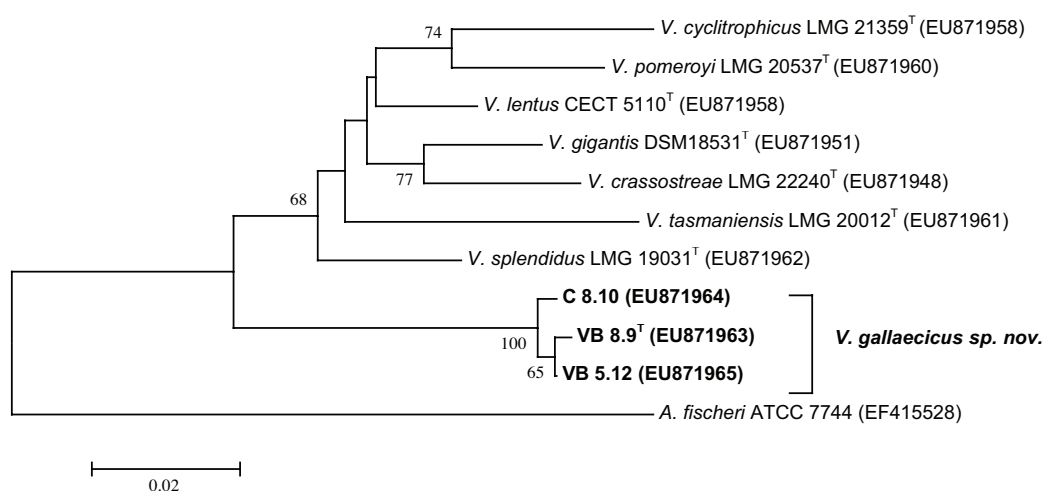 74
V. cyclitrophicus LMG 21359T (EU871958)
V. pomeroyi LMG 20537T (EU871960)
V. lentus CECT 5110T (EU871958)
V. gigantis DSM18531T (EU871951)
77
V. crassostreae LMG 22240T (EU871948)
68
V. tasmaniensis LMG 20012T (EU871961)
V. splendidus LMG 19031T (EU871962)
C 8.10 (EU871964)
100
VB 8.9T (EU871963)
V. gallaecicus sp. nov.
65
VB 5.12 (EU871965)
A. fischeri ATCC 7744 (EF415528)
0.02